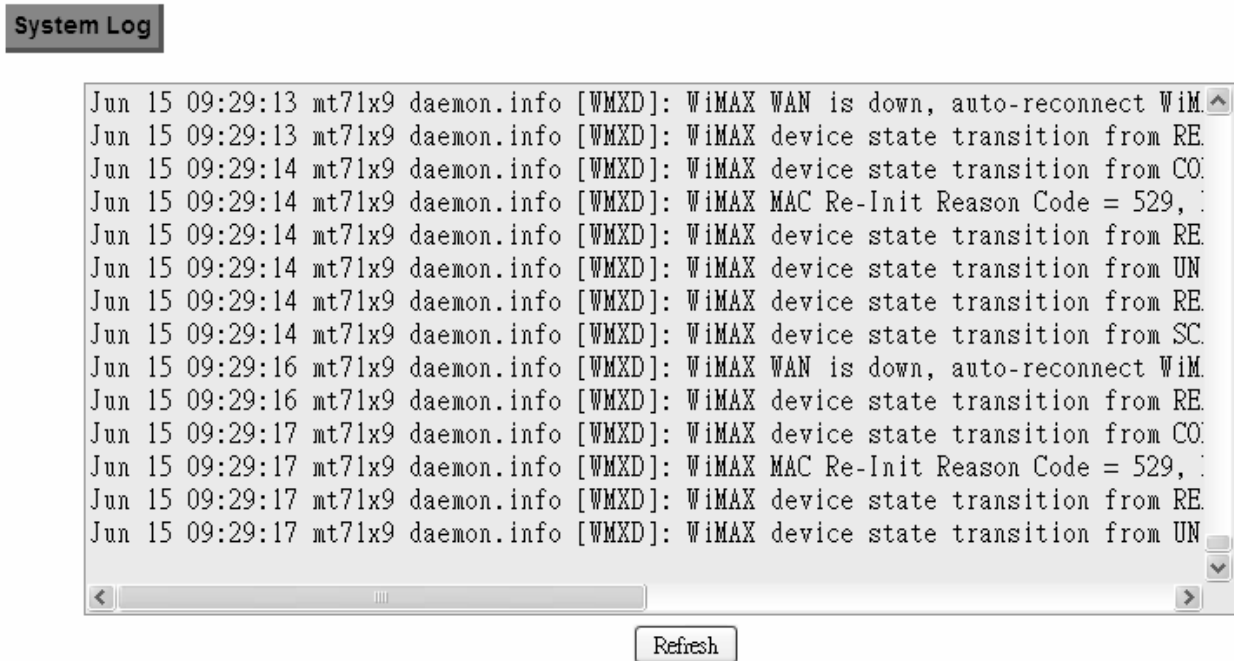 System Log
Jun 15 09:29:13 mt71x9 daemon.info [WMXD]: WiMAX WAN is down, auto-reconnect
Jun 15 09:29:13 mt71x9 daemon.info [WMXD]: WiMAX device state transition from
Jun 15 09:29:14 mt71x9 daemon.info [WMXD]: WiMAX device state transition from
Jun 15 09:29:14 mt71x9 daemon.info [WMXD]: WiMAX MAC Re-Init Reason Code = 529,
Jun 15 09:29:14 mt71x9 daemon.info [WMXD]: WiMAX device state transition from
Jun 15 09:29:14 mt71x9 daemon.info [WMXD]: WiMAX device state transition from UN
Jun 15 09:29:14 mt71x9 daemon.info [WMXD]: WiMAX device state transition from
Jun 15 09:29:14 mt71x9 daemon.info [WMXD]: WiMAX device state transition from
Jun 15 09:29:16 mt71x9 daemon.info [WMXD]: WiMAX WAN is down, auto-reconnect
Jun 15 09:29:16 mt71x9 daemon.info [WMXD]: WiMAX device state transition from
Jun 15 09:29:17 mt71x9 daemon.info [WMXD]: WiMAX device state transition from
Jun 15 09:29:17 mt71x9 daemon.info [WMXD]: WiMAX MAC Re-Init Reason Code = 529,
Jun 15 09:29:17 mt71x9 daemon.info [WMXD]: WiMAX device state transition from
Jun 15 09:29:17 mt71x9 daemon.info [WMXD]: WiMAX device state transition from UN
Refresh